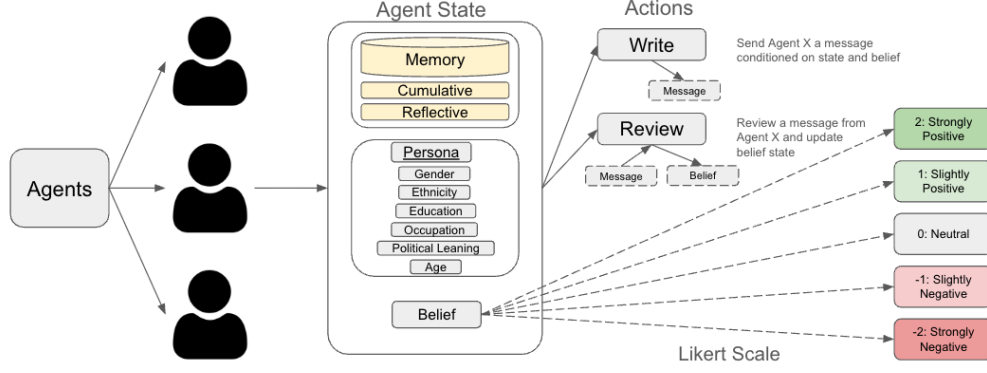 Agents
Agent State
Memory
Cumulative
Reflective
Persona
Gender
Ethnicity
Education
Occupation
Political Leaning
Age
Belief
Actions
Write
Message
Send Agent X a message
conditioned on state and belief
Review
Message
Belief
Review a message from
Agent X and update
belief state
2: Strongly
Positive
1: Slightly
Positive
0: Neutral
-1: Slightly
Negative
-2: Strongly
Negative
Likert Scale